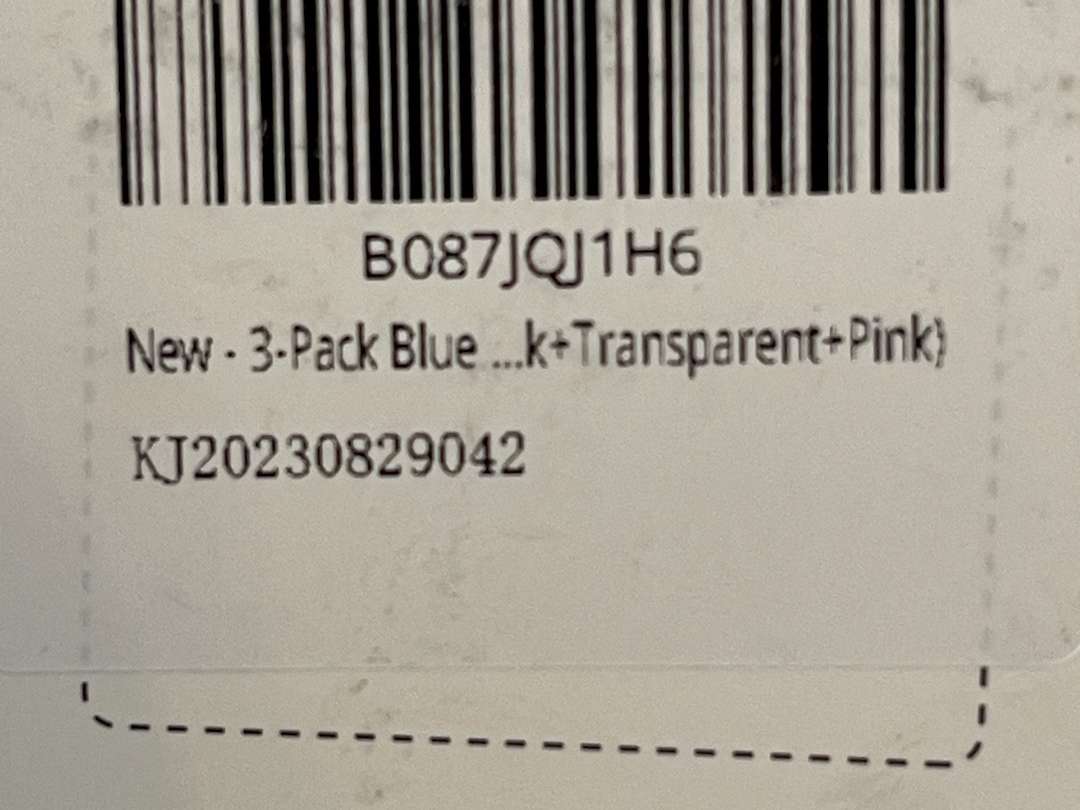 B087JQJ1H6
New - 3-Pack Blue ...k+Transparent+Pink)
KJ20230829042